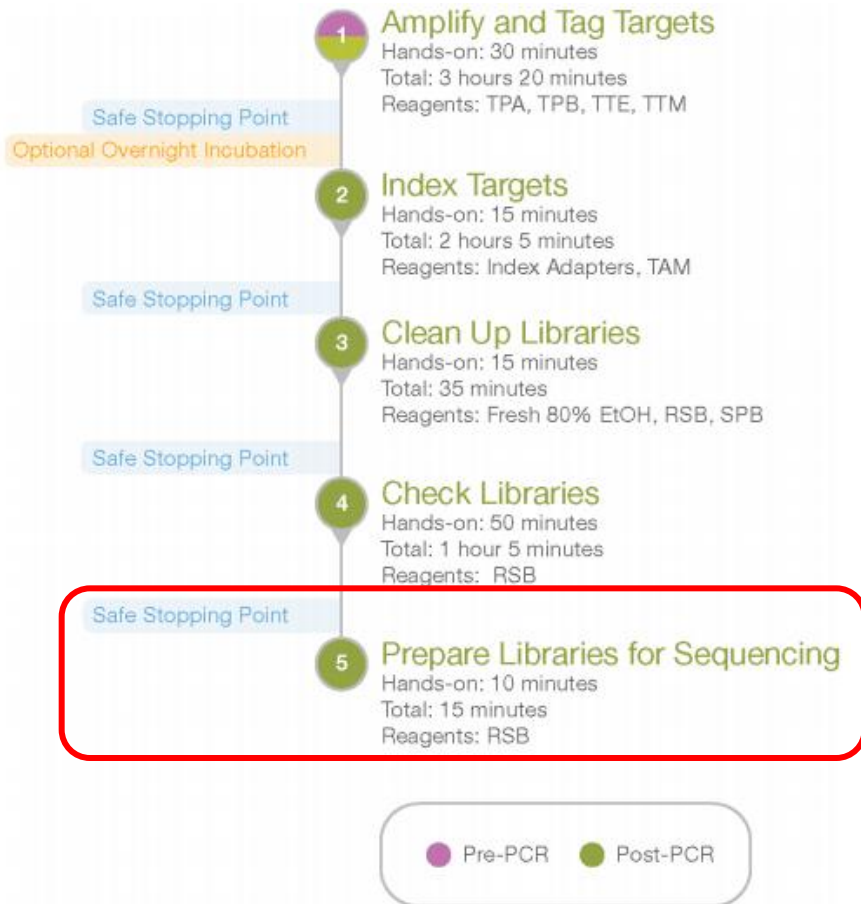 1
Amplify and Tag Targets
Hands-on: 30 minutes
Total: 3 hours 20 minutes
Reagents: TPA, TPB, TTE, TTM
Safe Stopping Point
Optional Overnight Incubation
2
Index Targets
Hands-on: 15 minutes
Total: 2 hours 5 minutes
Reagents: Index Adapters, TAM
Safe Stopping Point
3
Clean Up Libraries
Hands-on: 15 minutes
Total: 35 minutes
Reagents: Fresh 80% EtOH, RSB, SPB
Safe Stopping Point
4
Check Libraries
Hands-on: 50 minutes
Total: 1 hour 5 minutes
Reagents: RSB
Safe Stopping Point
5
Prepare Libraries for Sequencing
Hands-on: 10 minutes
Total: 15 minutes
Reagents: RSB
Pre-PCR
Post-PCR